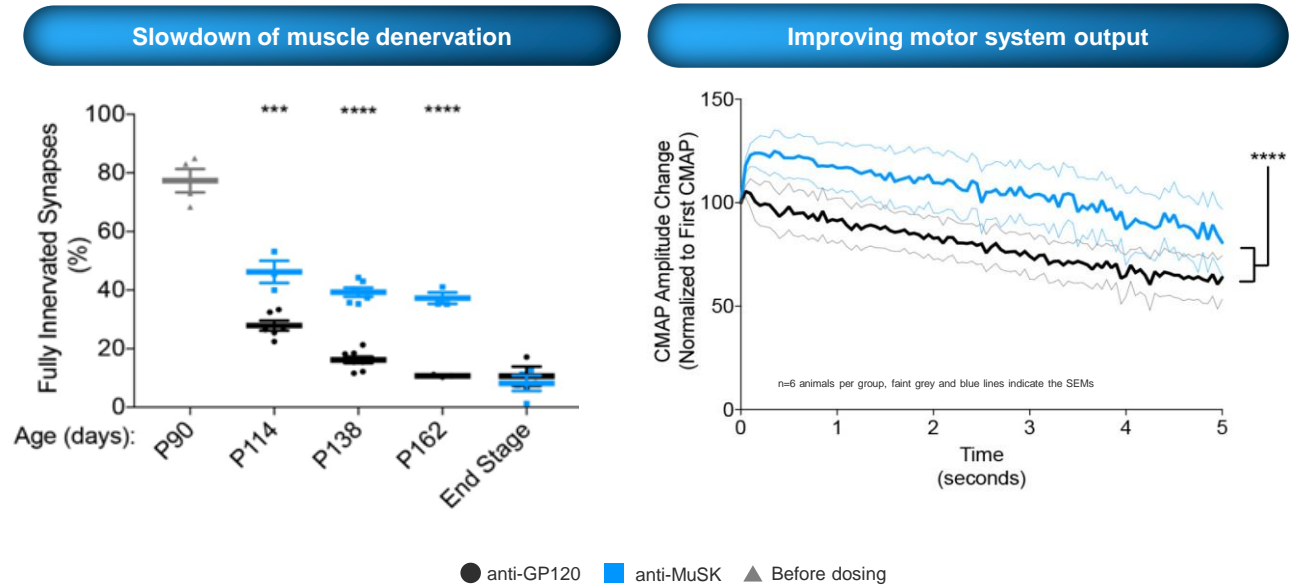 Slowdown of muscle denervation
Improving motor system output
Fully Innervated Synapses
(%)
100
80
60
40
20
0
*** **** ****
Age (days):
P90
P114
P138
P162
End Stage
CMAP Amplitude Change
(Normalized to First CMAP)
150
100
50
0
****
n=6 animals per group, faint grey and blue lines indicate the SEMs
0 1 2 3 4 5
Time
(seconds)
anti-GP120 anti-MuSK Before dosing